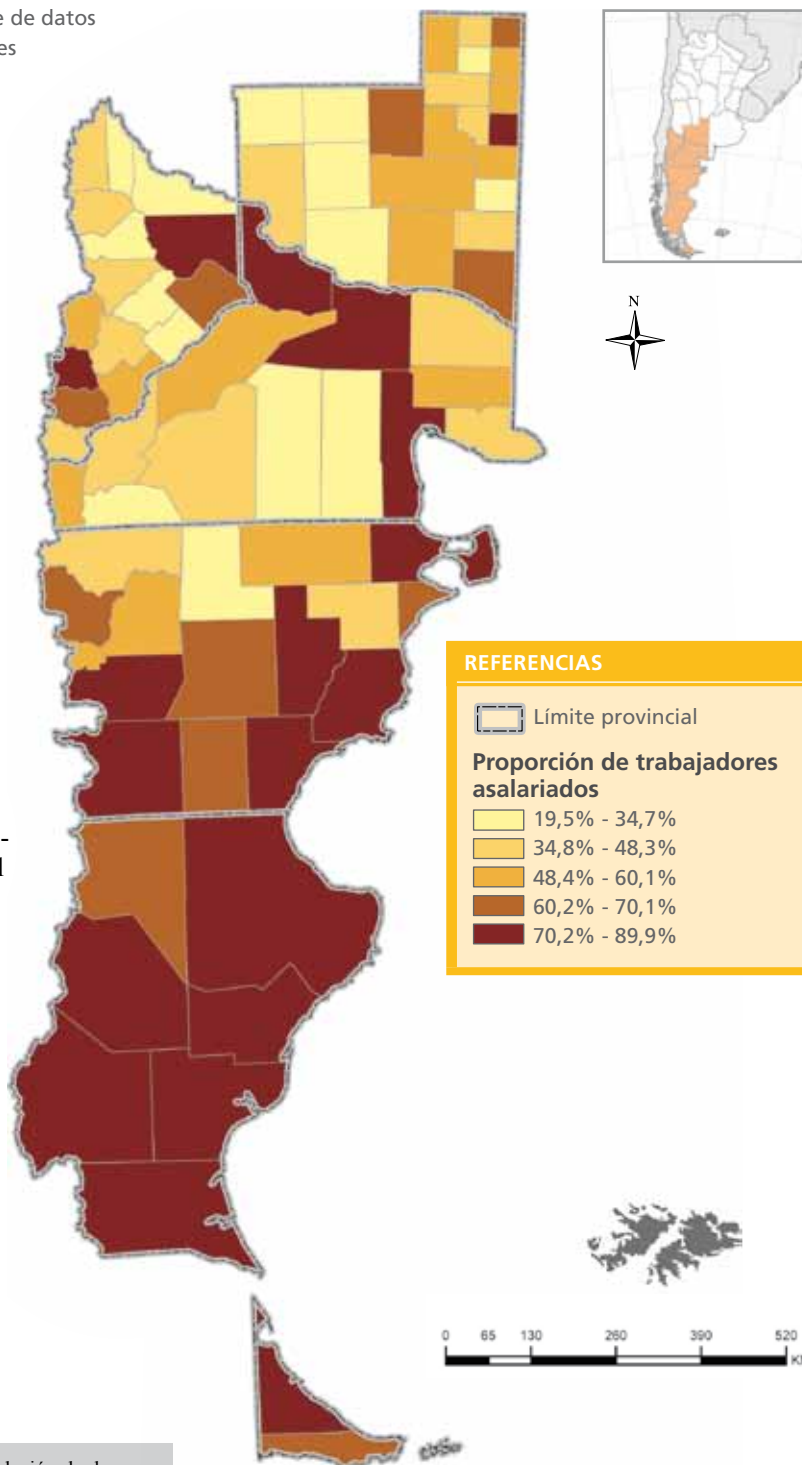 e de datos
es
N
REFERENCIAS
Límite provincial
Proporción de trabajadores
asalariados
19,5% - 34,7%
34,8% - 48,3%
48,4% - 60,1%
60,2% - 70,1%
70,2% - 89,9%
0 65 130 260 390 520